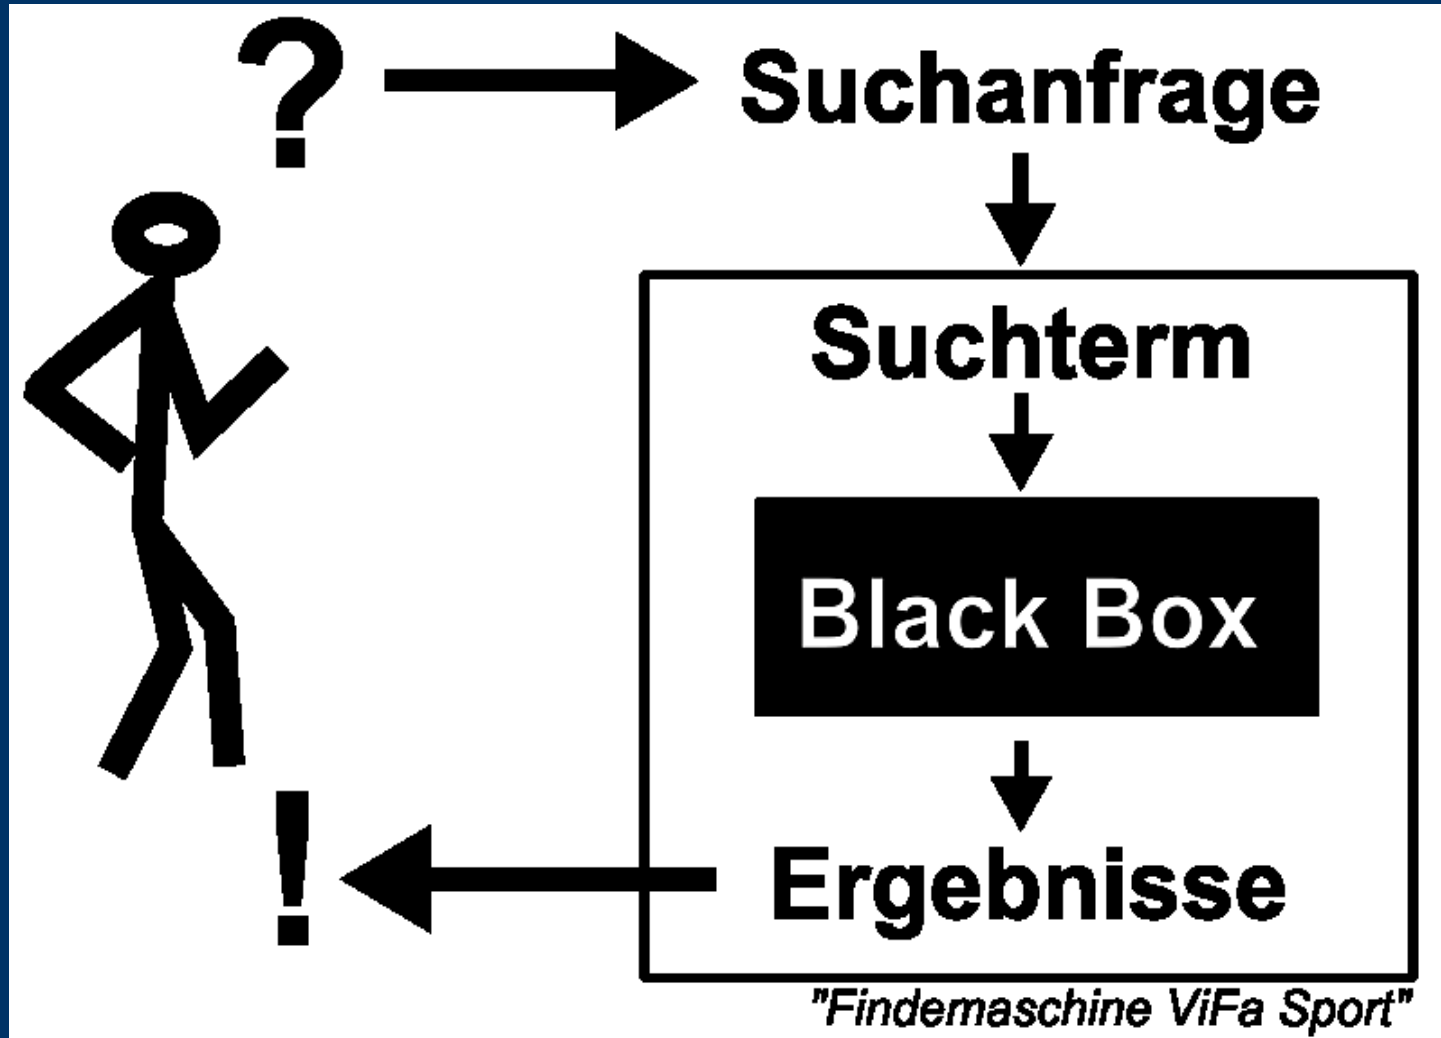 ?
Suchanfrage
Suchterm
Black Box
Ergebnisse
!
"Findemaschine ViFa Sport"